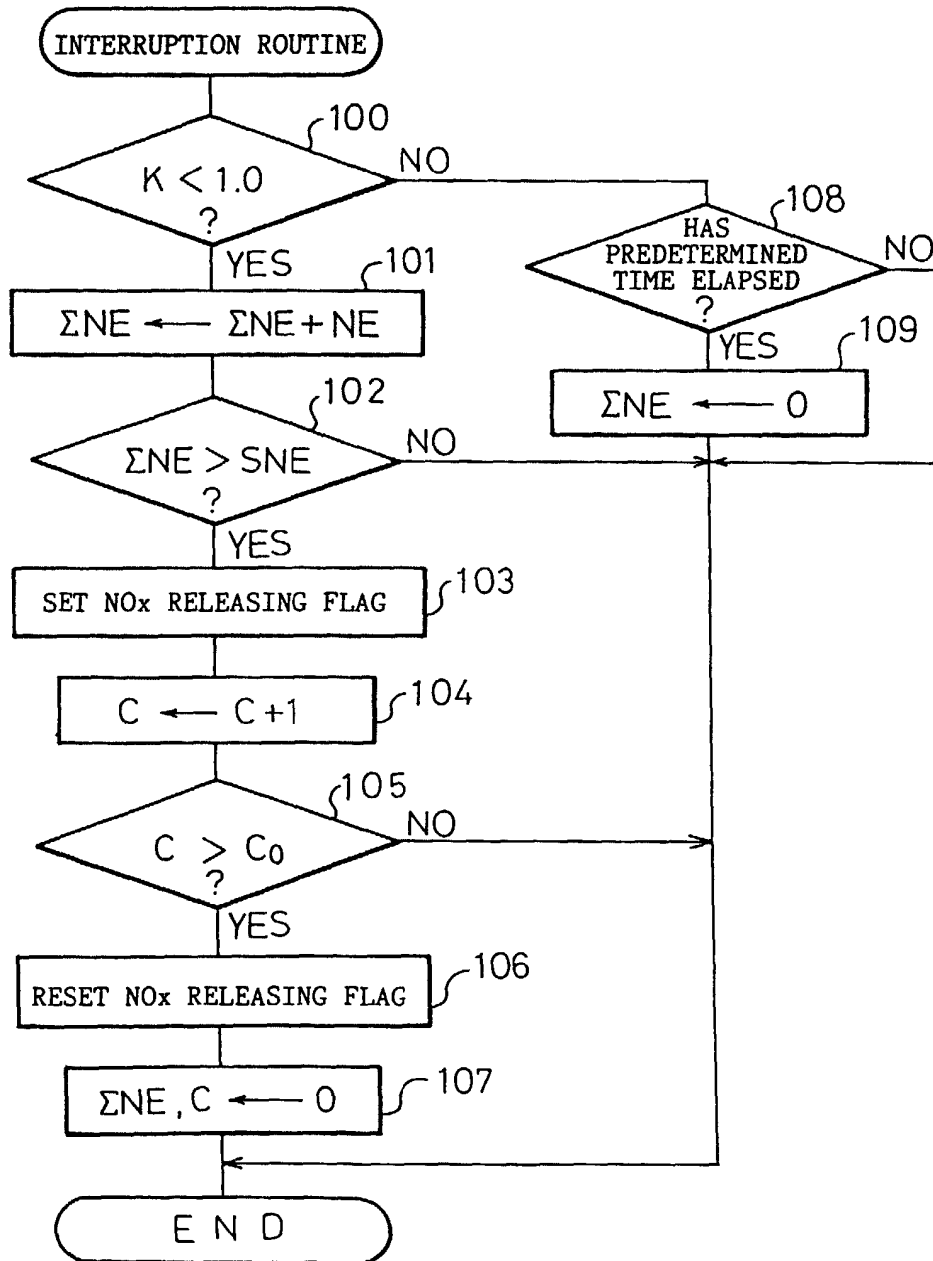 INTERRUPTION ROUTINE
100
K < 1.0
?
NO
YES
108
HAS
PREDETERMINED
TIME ELAPSED
?
NO
YES
101
ΣNE ← ΣNE + NE
109
ΣNE ← 0
102
ΣNE > SNE
?
NO
YES
103
SET NOx RELEASING FLAG
104
C ← C+1
105
C > C0
?
NO
YES
106
RESET NOx RELEASING FLAG
107
ΣNE, C ← 0
E N D